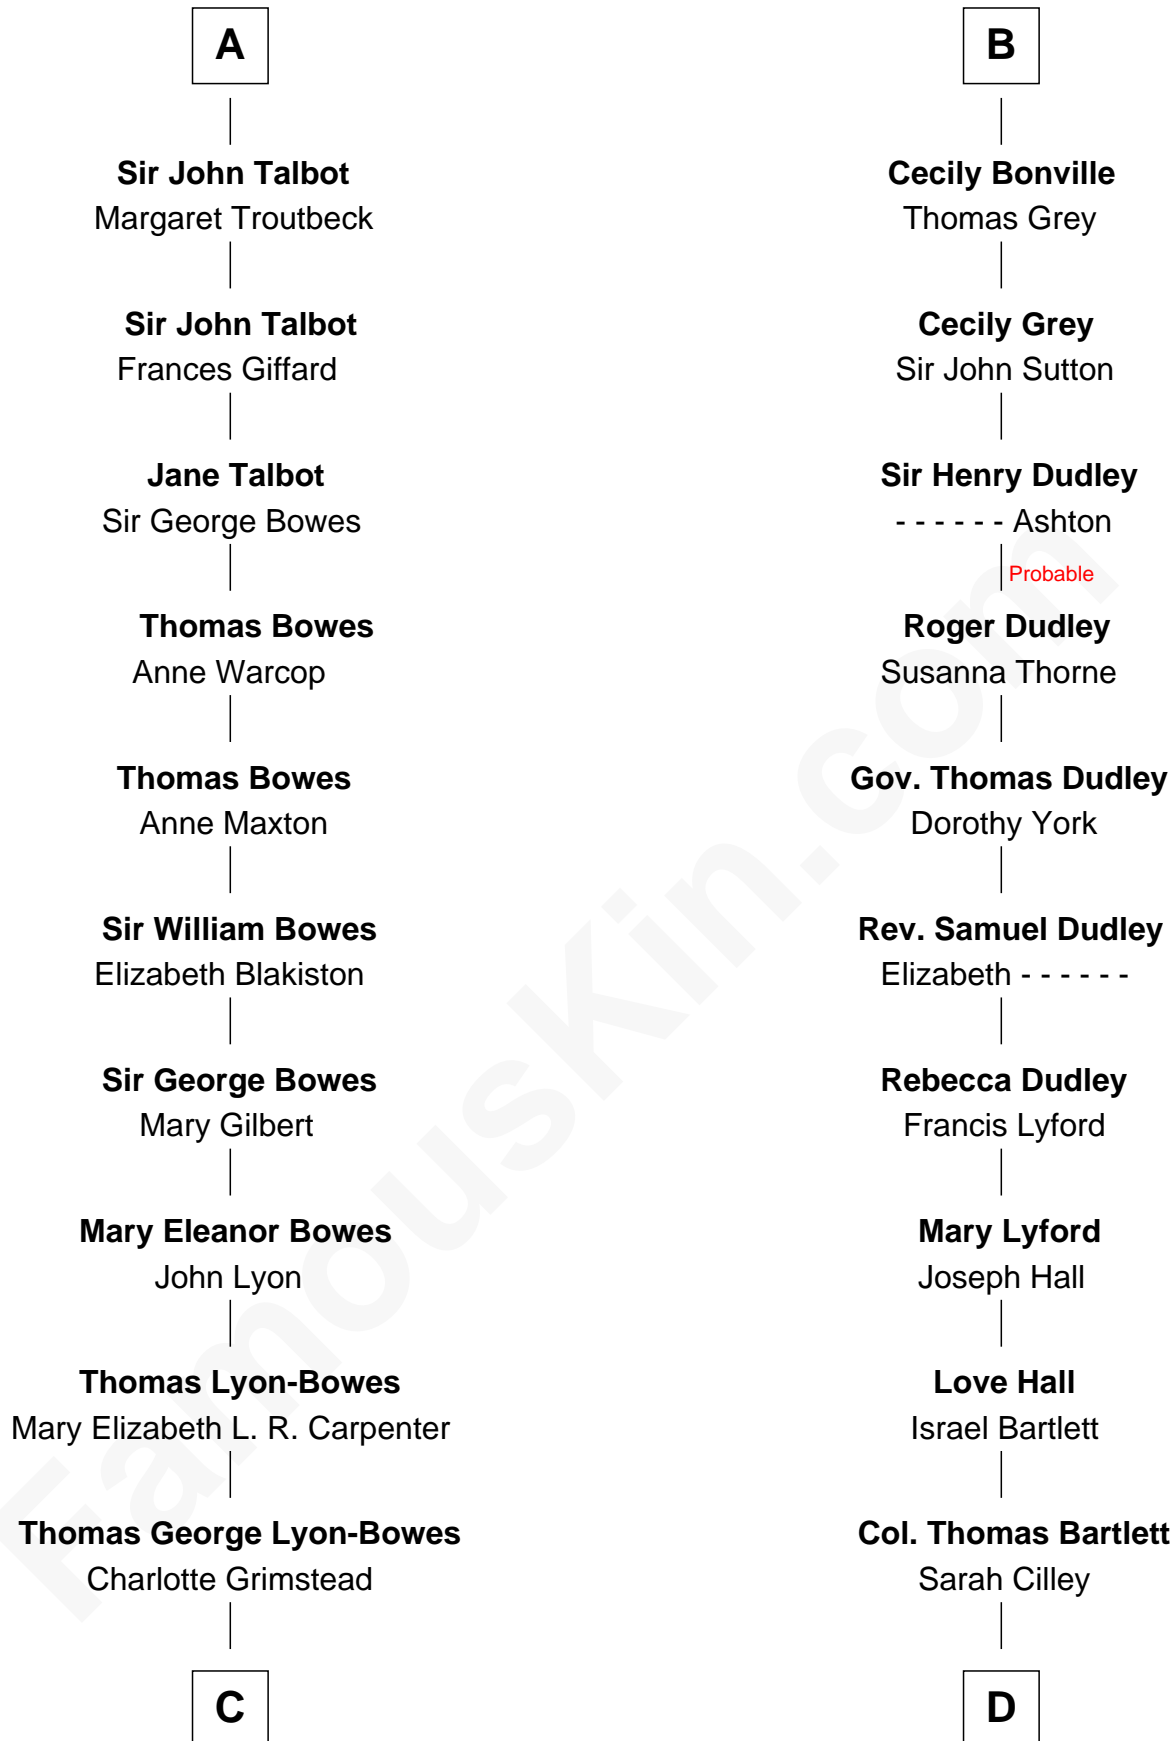 A
Sir John Talbot
Margaret Troutbeck
Sir John Talbot
Frances Giffard
Jane Talbot
Sir George Bowes
Thomas Bowes
Anne Warcop
Thomas Bowes
Anne Maxton
Sir William Bowes
Elizabeth Blakiston
Sir George Bowes
Mary Gilbert
Mary Eleanor Bowes
John Lyon
Thomas Lyon-Bowes
Mary Elizabeth L. R. Carpenter
Thomas George Lyon-Bowes
Charlotte Grimstead
C
B
Cecily Bonville
Thomas Grey
Cecily Grey
Sir John Sutton
Sir Henry Dudley
- - - - - - Ashton
Probable
Roger Dudley
Susanna Thorne
Gov. Thomas Dudley
Dorothy York
Rev. Samuel Dudley
Elizabeth - - - - - -
Rebecca Dudley
Francis Lyford
Mary Lyford
Joseph Hall
Love Hall
Israel Bartlett
Col. Thomas Bartlett
Sarah Cilley
D
FamousKin.com